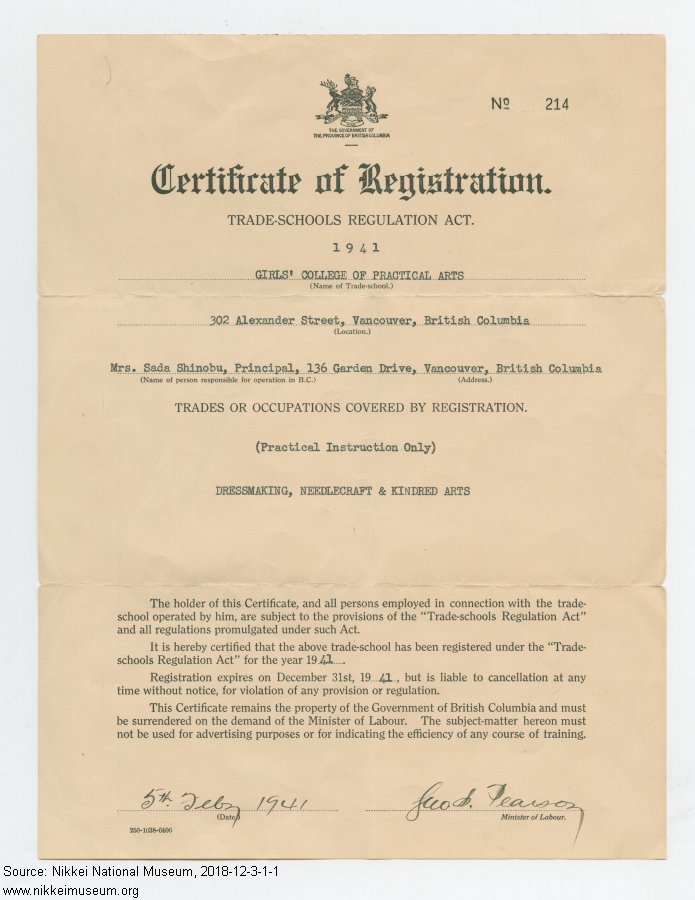 Nº 214
THE GOVERNMENT OF
THE PROVINCE OF BRITISH COLUMBIA
Certificate of Registration.
TRADE-SCHOOLS REGULATION ACT.
1941
GIRLS' COLLEGE OF PRACTICAL ARTS
(Name of Trade-school.)
302 Alexander Street, Vancouver, British Columbia
(Location.)
Mrs. Sada Shinobu, Principal, 136 Garden Drive, Vancouver, British Columbia
(Name of person responsible for operation in B.C.) (Address.)
TRADES OR OCCUPATIONS COVERED BY REGISTRATION.
(Practical Instruction Only)
DRESSMAKING, NEEDLECRAFT & KINDRED ARTS
The holder of this Certificate, and all persons employed in connection with the trade-
school operated by him, are subject to the provisions of the "Trade-schools Regulation Act"
and all regulations promulgated under such Act.
It is hereby certified that the above trade-school has been registered under the "Trade-
schools Regulation Act" for the year 1941.
Registration expires on December 31st, 1941, but is liable to cancellation at any
time without notice, for violation of any provision or regulation.
This Certificate remains the property of the Government of British Columbia and must
be surrendered on the demand of the Minister of Labour. The subject-matter hereon must
not be used for advertising purposes or for indicating the efficiency of any course of training.
5th Feby 1941 Geo S. Pearson
(Date) Minister of Labour.
250-1038-6406
Source: Nikkei National Museum, 2018-12-3-1-1
www.nikkeimuseum.org